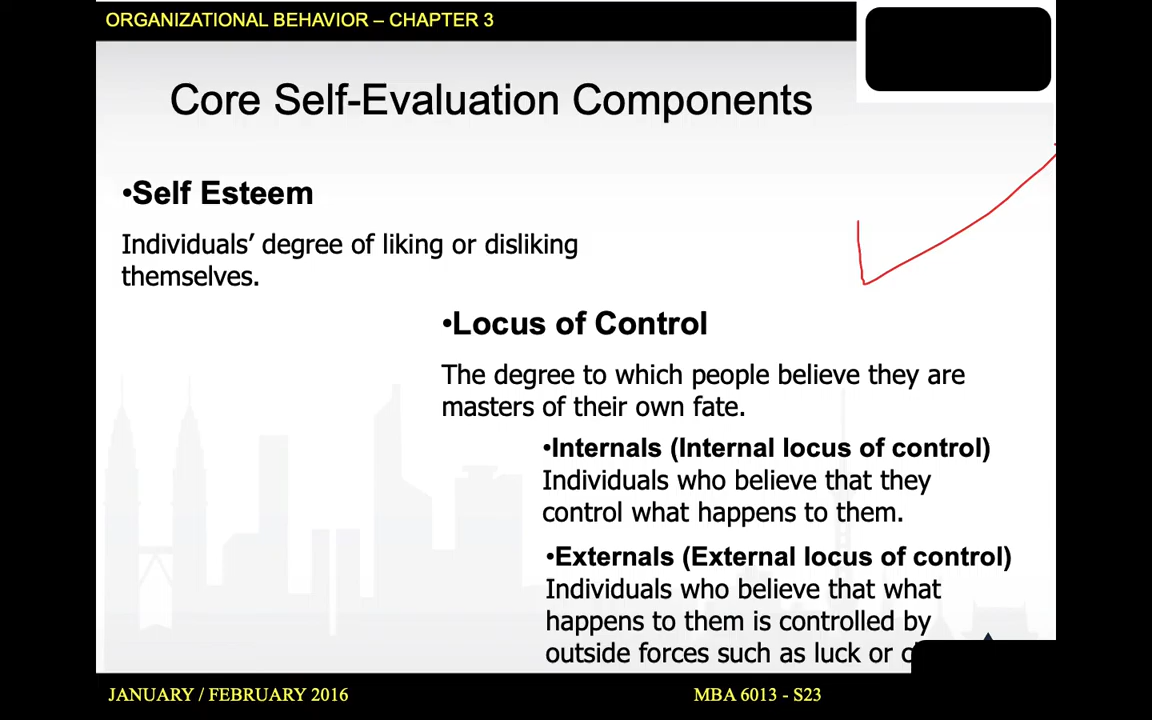 ORGANIZATIONAL BEHAVIOR – CHAPTER 3
Core Self-Evaluation Components
•Self Esteem
Individuals’ degree of liking or disliking
themselves.
•Locus of Control
The degree to which people believe they are
masters of their own fate.
•Internals (Internal locus of control)
Individuals who believe that they
control what happens to them.
•Externals (External locus of control)
Individuals who believe that what
happens to them is controlled by
outside forces such as luck or
JANUARY / FEBRUARY 2016
MBA 6013 - S23